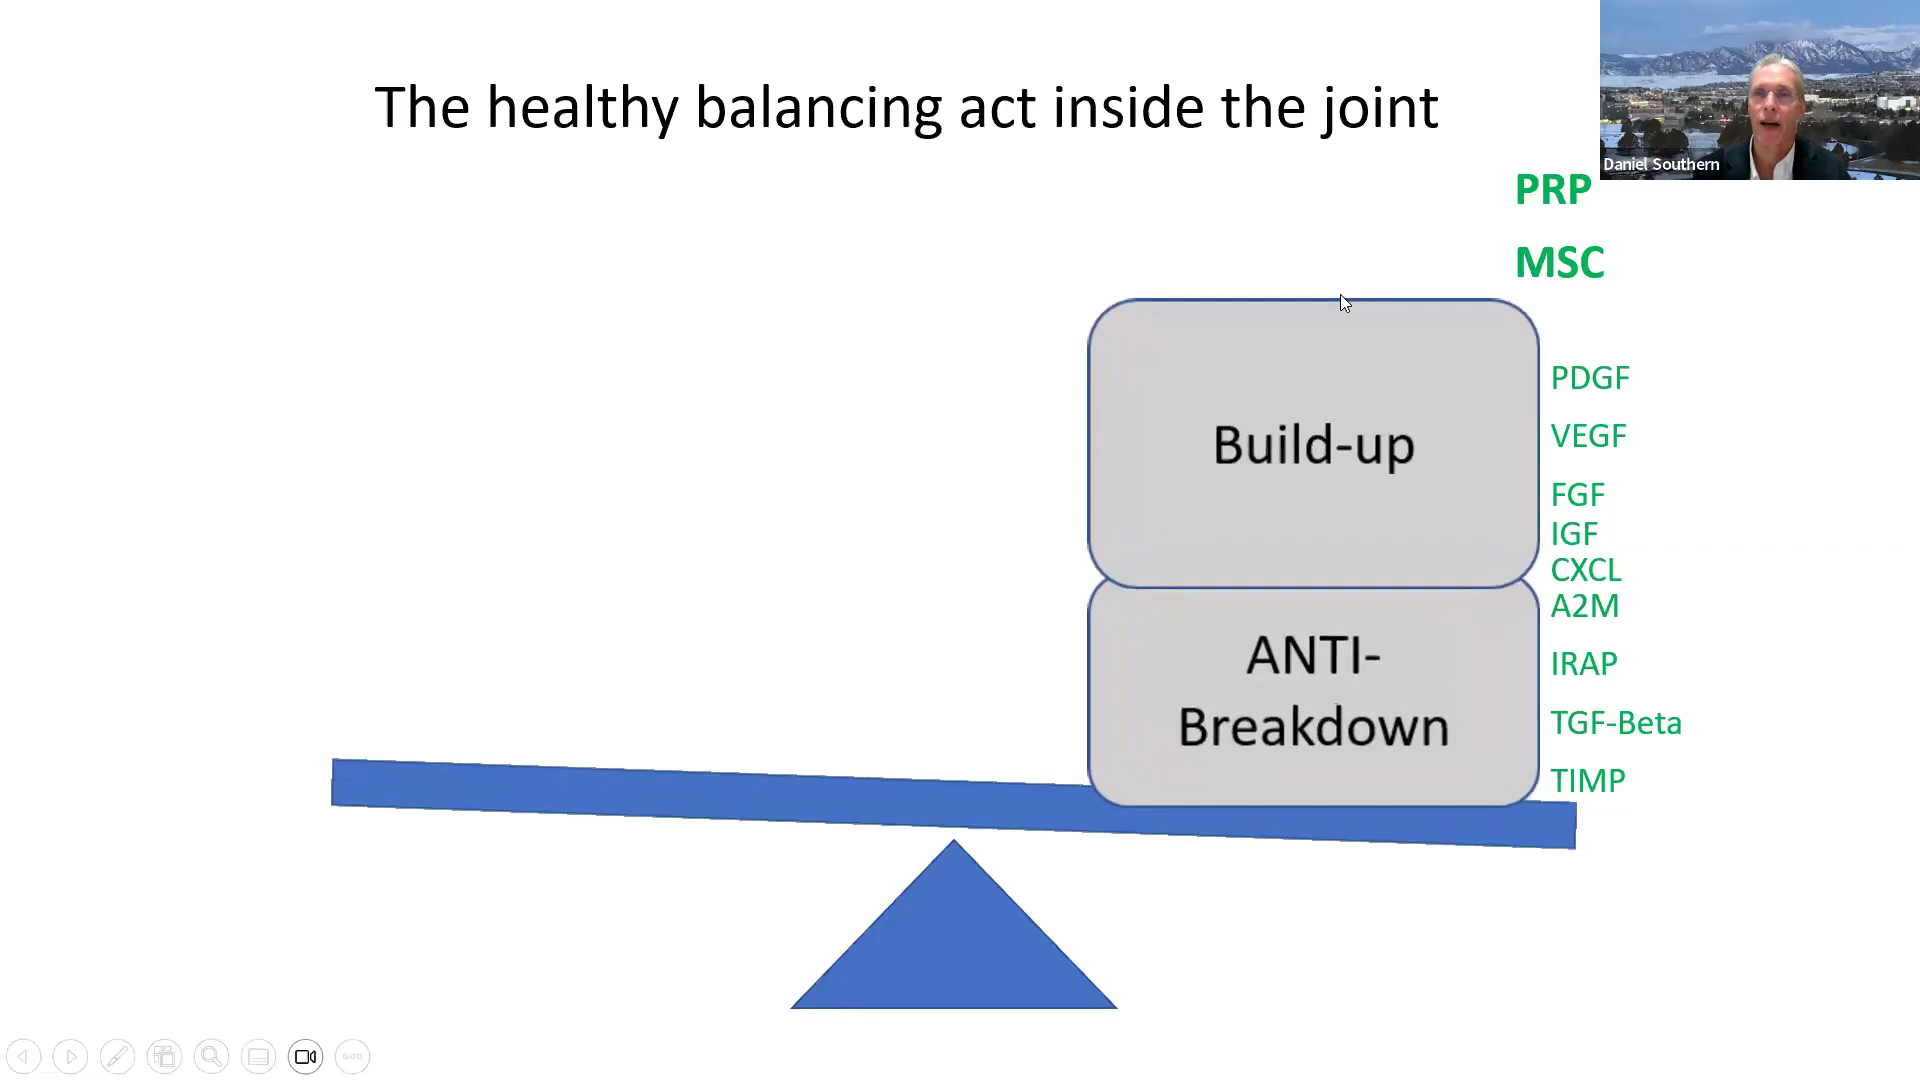 The healthy balancing act inside the joint
Daniel Southern
PRP
MSC
Build-up
PDGF
VEGF
FGF
IGF
CXCL
A2M
ANTI-
Breakdown
IRAP
TGF-Beta
TIMP